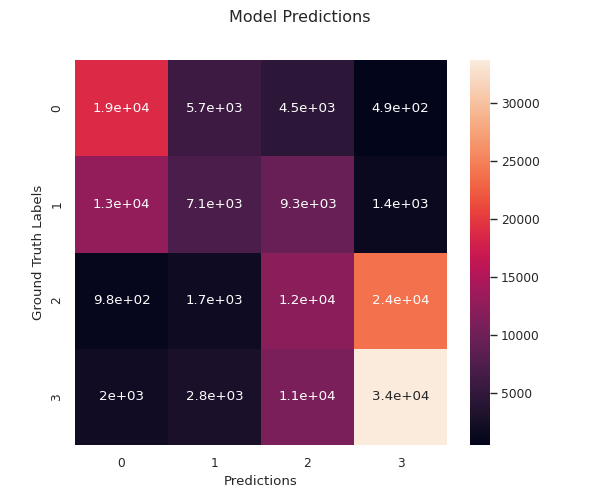 Model Predictions
Ground Truth Labels
0
1.9e+04 5.7e+03 4.5e+03 4.9e+02
1
1.3e+04 7.1e+03 9.3e+03 1.4e+03
2
9.8e+02 1.7e+03 1.2e+04 2.4e+04
3
2e+03 2.8e+03 1.1e+04 3.4e+04
0 1 2 3
Predictions
30000
25000
20000
15000
10000
5000